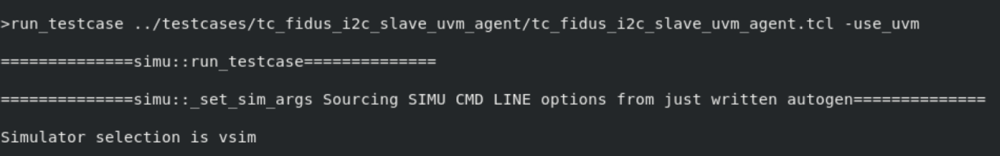 >run_testcase ../testcases/tc_fidus_i2c_slave_uvm_agent/tc_fidus_i2c_slave_uvm_agent.tcl -use_uvm
==============simu::run_testcase==============
==============simu::_set_sim_args Sourcing SIMU CMD LINE options from just written autogen==============
Simulator selection is vsim